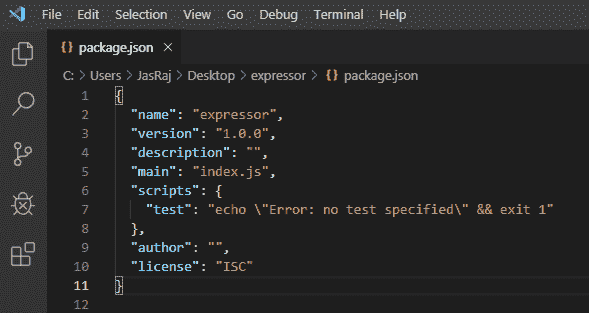 File Edit Selection View Go Debug Terminal Help
{} package.json ×
C: > Users > JasRaj > Desktop > expressor > {} package.json
1 {
2 "name": "expressor",
3 "version": "1.0.0",
4 "description": "",
5 "main": "index.js",
6 "scripts": {
7 "test": "echo \"Error: no test specified\" && exit 1"
8 },
9 "author": "",
10 "license": "ISC"
11 }
12